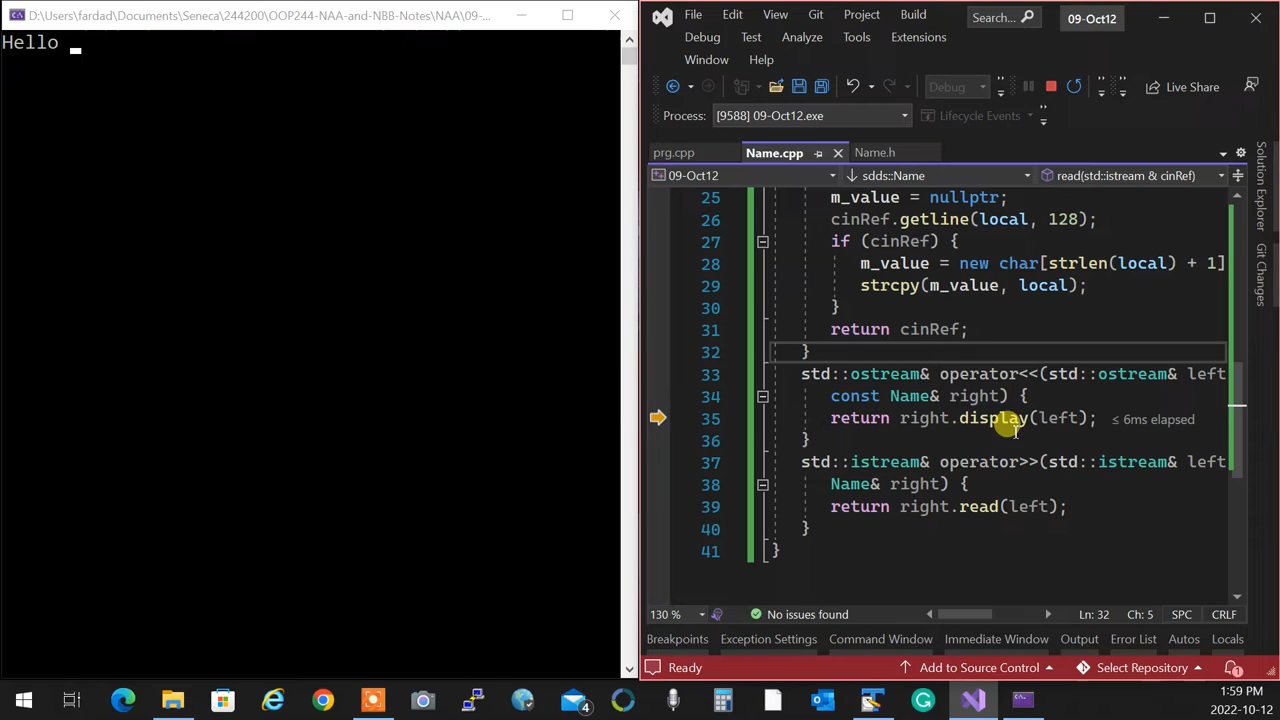 D:\Users\fardad\Documents\Seneca\244200\OOP244-NAA-and-NBB-Notes\NAA\09-...
Hello
File Edit View Git Project Build
Debug Test Analyze Tools Extensions
Window Help
Search...
09-Oct12
Debug
Live Share
Process: [9588] 09-Oct12.exe
Lifecycle Events
prg.cpp Name.cpp Name.h
09-Oct12 sdds::Name read(std::istream & cinRef)
25 m_value = nullptr;
26 cinRef.getline(local, 128);
27 if (cinRef) {
28 m_value = new char[strlen(local) + 1]
29 strcpy(m_value, local);
30 }
31 return cinRef;
32 }
33 std::ostream& operator<<(std::ostream& left
34 const Name& right) {
35 return right.display(left); ≤ 6ms elapsed
36 }
37 std::istream& operator>>(std::istream& left
38 Name& right) {
39 return right.read(left);
40 }
41 }
Solution Explorer
Git Changes
130 % No issues found Ln: 32 Ch: 5 SPC CRLF
Breakpoints Exception Settings Command Window Immediate Window Output Error List Autos Locals
Ready Add to Source Control Select Repository 1
4
1:59 PM
2022-10-12